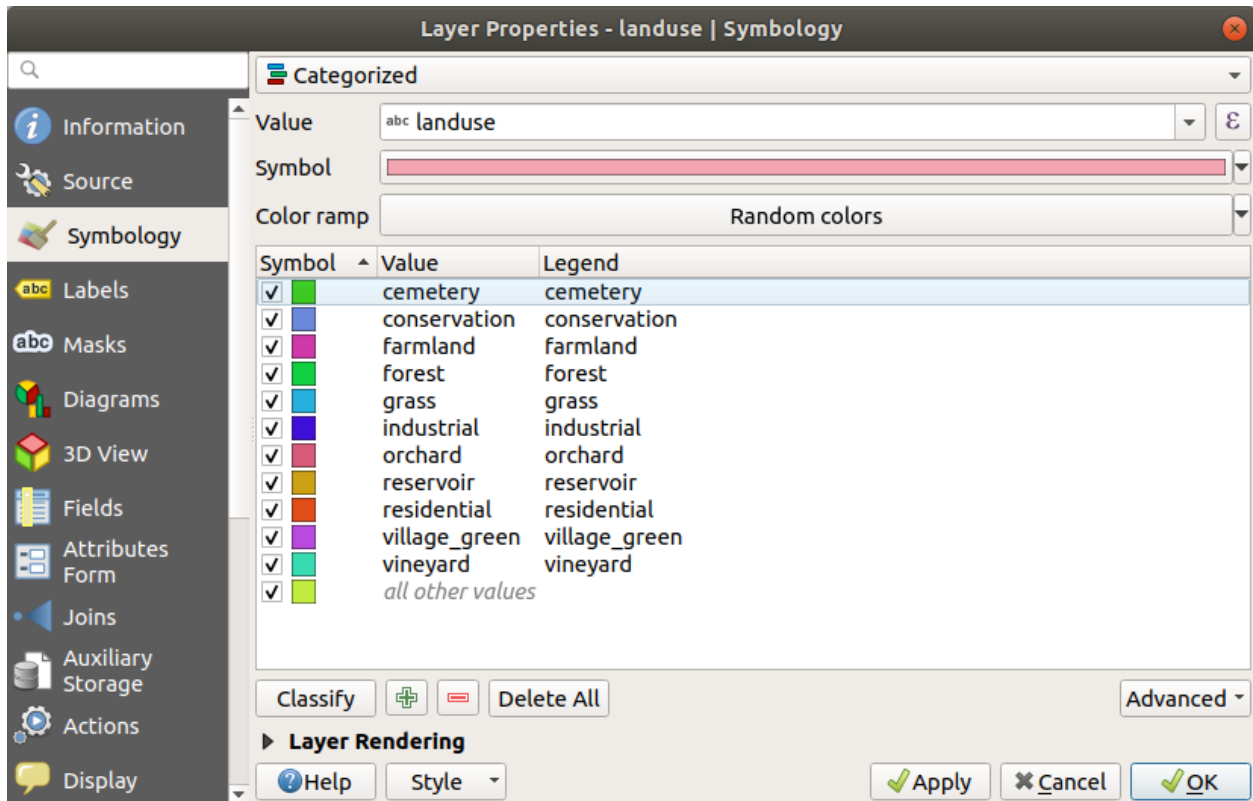 Layer Properties - landuse | Symbology
Categorized
Information
Source
Symbology
abc Labels
abc Masks
Diagrams
3D View
Fields
Attributes
Form
Joins
Auxiliary
Storage
Actions
Display
Value abc landuse ε
Symbol
Color ramp Random colors
Symbol Value Legend
cemetery cemetery
conservation conservation
farmland farmland
forest forest
grass grass
industrial industrial
orchard orchard
reservoir reservoir
residential residential
village_green village_green
vineyard vineyard
all other values
Classify Delete All Advanced
Layer Rendering
Help Style Apply Cancel OK